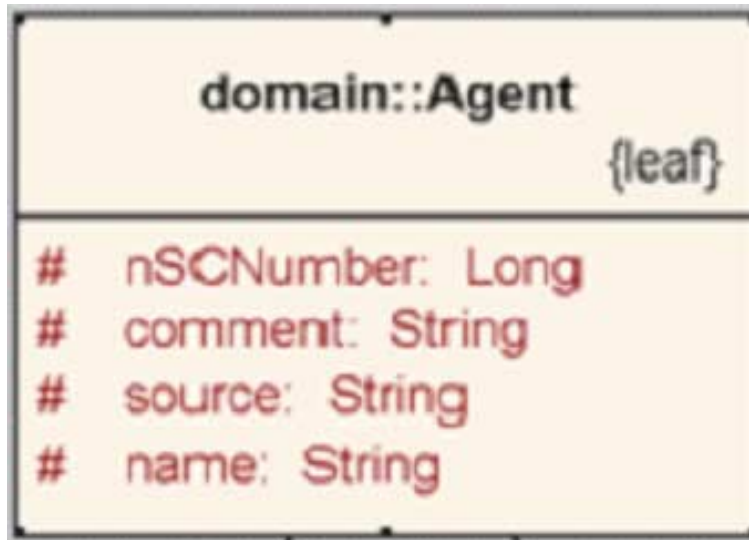 domain::Agent
{leaf}
# nSCNumber: Long
# comment: String
# source: String
# name: String